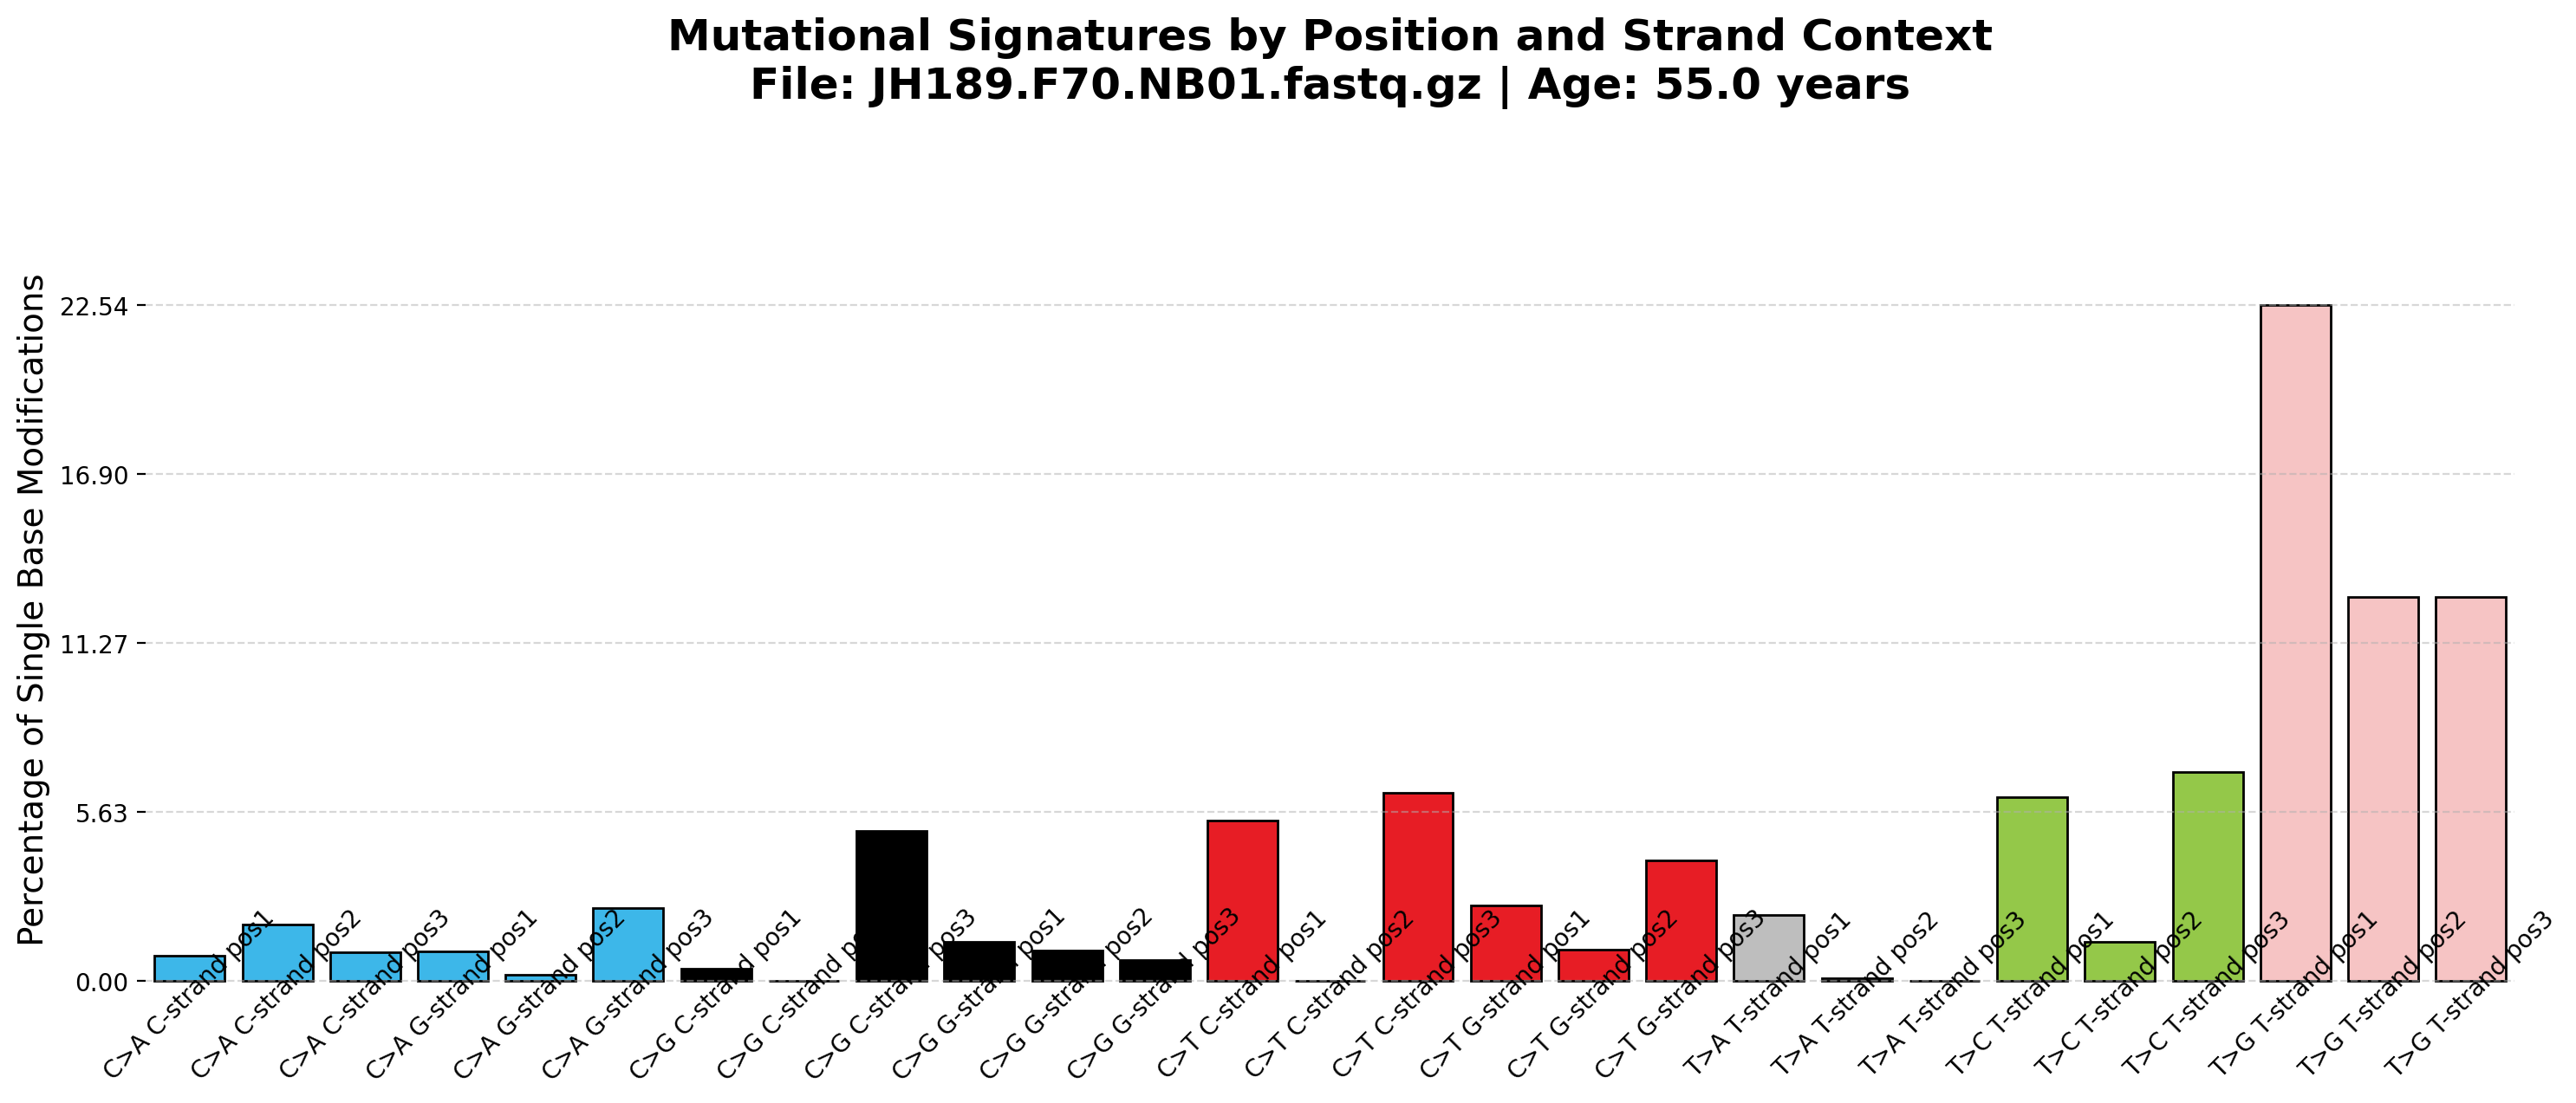 Mutational Signatures by Position and Strand Context
File: JH189.F70.NB01.fastq.gz | Age: 55.0 years
Percentage of Single Base Modifications
22.54
16.90
11.27
5.63
0.00
C>A C-strand pos1
C>A C-strand pos2
C>A C-strand pos3
C>A G-strand pos1
C>A G-strand pos2
C>A G-strand pos3
C>G C-strand pos1
C>G C-strand pos2
C>G C-strand pos3
C>G G-strand pos1
C>G G-strand pos2
C>G G-strand pos3
C>T C-strand pos1
C>T C-strand pos2
C>T C-strand pos3
C>T G-strand pos1
C>T G-strand pos2
C>T G-strand pos3
T>A T-strand pos1
T>A T-strand pos2
T>A T-strand pos3
T>C T-strand pos1
T>C T-strand pos2
T>C T-strand pos3
T>G T-strand pos1
T>G T-strand pos2
T>G T-strand pos3